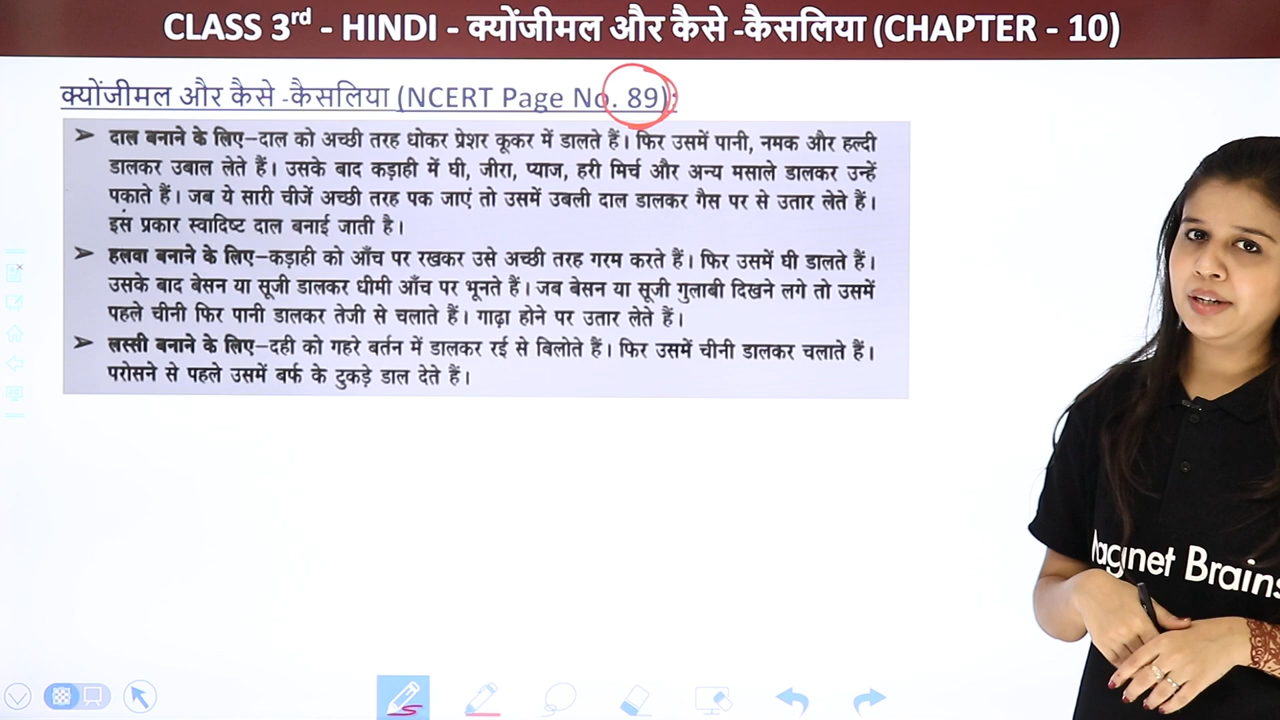 CLASS 3rd - HINDI - क्योंजीमल और कैसे -कैसलिया (CHAPTER - 10)
क्योंजीमल और कैसे -कैसलिया (NCERT Page No. 89):
➤ दाल बनाने के लिए–दाल को अच्छी तरह धोकर प्रेशर कूकर में डालते हैं। फिर उसमें पानी, नमक और हल्दी
डालकर उबाल लेते हैं। उसके बाद कड़ाही में घी, जीरा, प्याज, हरी मिर्च और अन्य मसाले डालकर उन्हें
पकाते हैं। जब ये सारी चीजें अच्छी तरह पक जाएं तो उसमें उबली दाल डालकर गैस पर से उतार लेते हैं।
इस प्रकार स्वादिष्ट दाल बनाई जाती है।
➤ हलवा बनाने के लिए–कड़ाही को आँच पर रखकर उसे अच्छी तरह गरम करते हैं। फिर उसमें घी डालते हैं।
उसके बाद बेसन या सूजी डालकर धीमी आँच पर भूनते हैं। जब बेसन या सूजी गुलाबी दिखने लगे तो उसमें
पहले चीनी फिर पानी डालकर तेजी से चलाते हैं। गाढ़ा होने पर उतार लेते हैं।
➤ लस्सी बनाने के लिए–दही को गहरे बर्तन में डालकर रई से बिलोते हैं। फिर उसमें चीनी डालकर चलाते हैं।
परोसने से पहले उसमें बर्फ के टुकड़े डाल देते हैं।
Magnet Brains